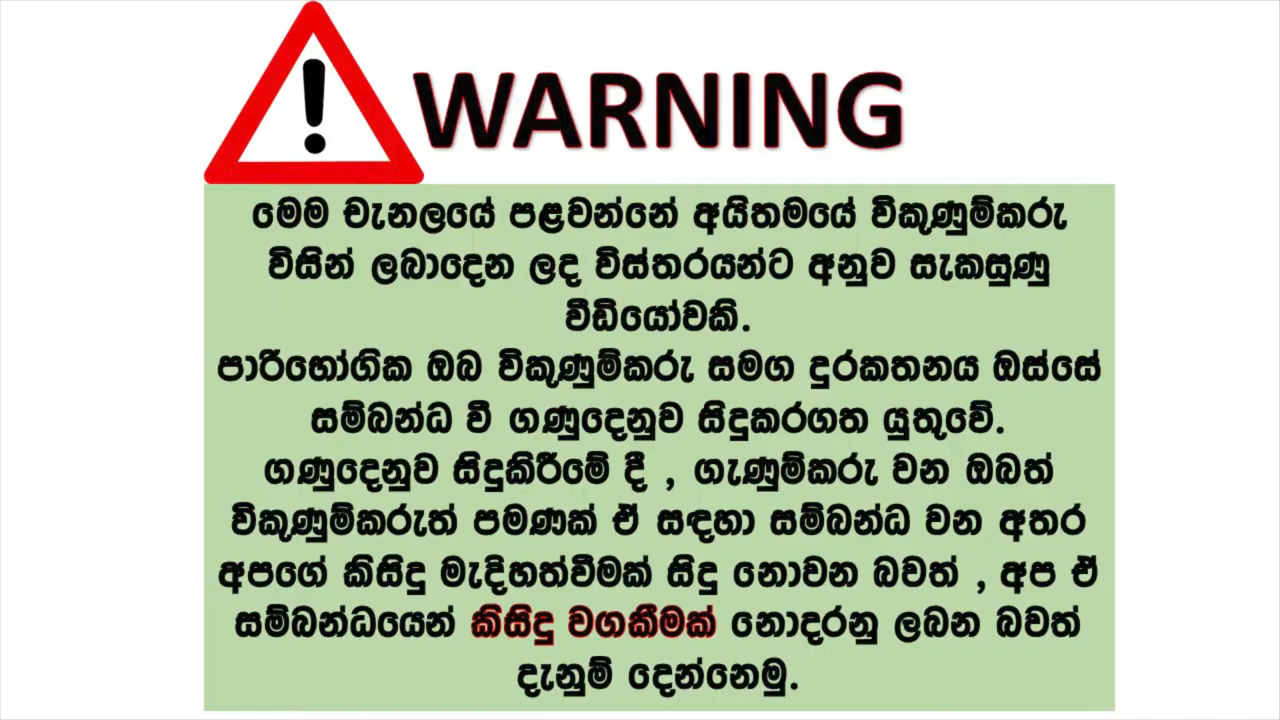 WARNING
මෙම චැනලයේ පළවන්නේ අයිතමයේ විකුණුම්කරු
විසින් ලබාදෙන ලද විස්තරයන්ට අනුව සැකසුණු
වීඩියෝවකි.
පාරිභෝගික ඔබ විකුණුම්කරු සමග දුරකතනය ඔස්සේ
සම්බන්ධ වී ගණුදෙනුව සිදුකරගත යුතුවේ.
ගණුදෙනුව සිදුකිරීමේ දී , ගැණුම්කරු වන ඔබත්
විකුණුම්කරුත් පමණක් ඒ සඳහා සම්බන්ධ වන අතර
අපගේ කිසිදු මැදිහත්වීමක් සිදු නොවන බවත් , අප ඒ
සම්බන්ධයෙන් කිසිදු වගකීමක් නොදරනු ලබන බවත්
දැනුම් දෙන්නෙමු.